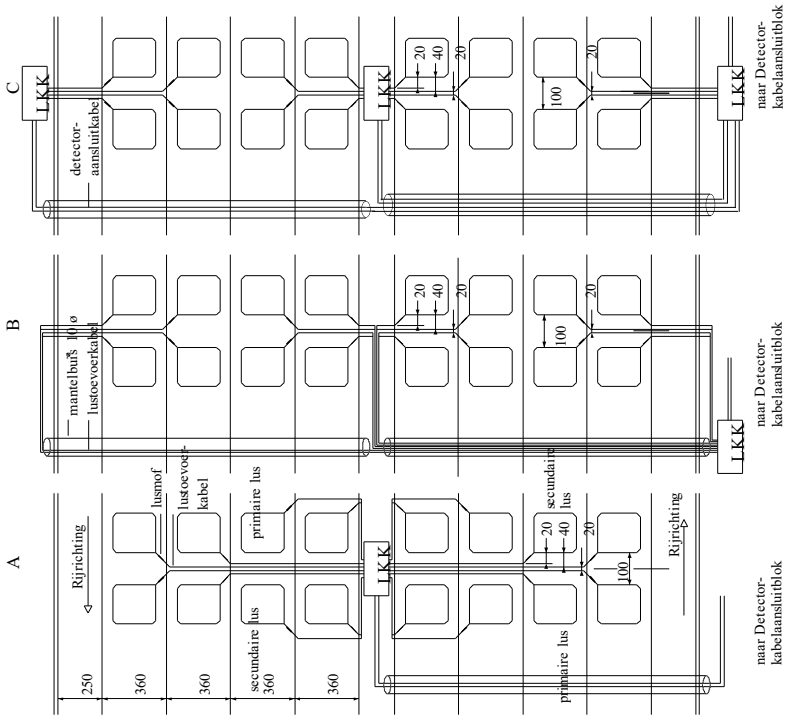 A
B
C
Rijrichting
lusmof
lustoevoer-
kabel
primaire lus
secundaire lus
250
360
360
360
360
LKK
secundaire
lus
primaire lus
20
40
20
100
Rijrichting
naar Detector-
kabelaansluitblok
mantelbuis 10 ø
lustoevoerkabel
20
40
20
100
20
LKK
naar Detector-
kabelaansluitblok
LKK
detector-
aansluitkabel
LKK
20
40
20
100
20
LKK
naar Detector-
kabelaansluitblok